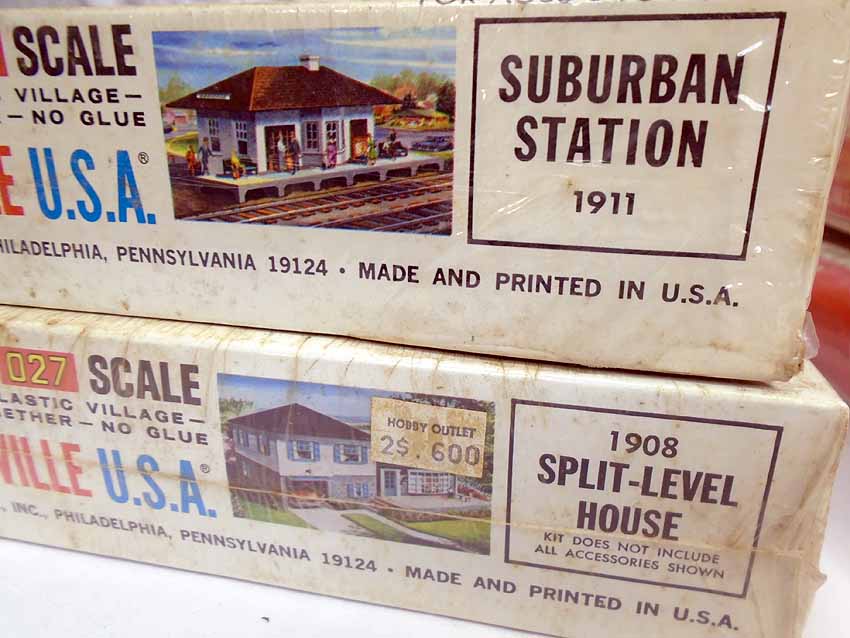 SCALE
VILLAGE—
— NO GLUE
U.S.A.®
PHILADELPHIA, PENNSYLVANIA 19124 • MADE AND PRINTED IN U.S.A.
SUBURBAN
STATION
1911
027 SCALE
LASTIC VILLAGE—
ETHER — NO GLUE
VILLE U.S.A.®
, INC., PHILADELPHIA, PENNSYLVANIA 19124 • MADE AND PRINTED IN U.S.A.
HOBBY OUTLET
2$.600
1908
SPLIT-LEVEL
HOUSE
KIT DOES NOT INCLUDE
ALL ACCESSORIES SHOWN